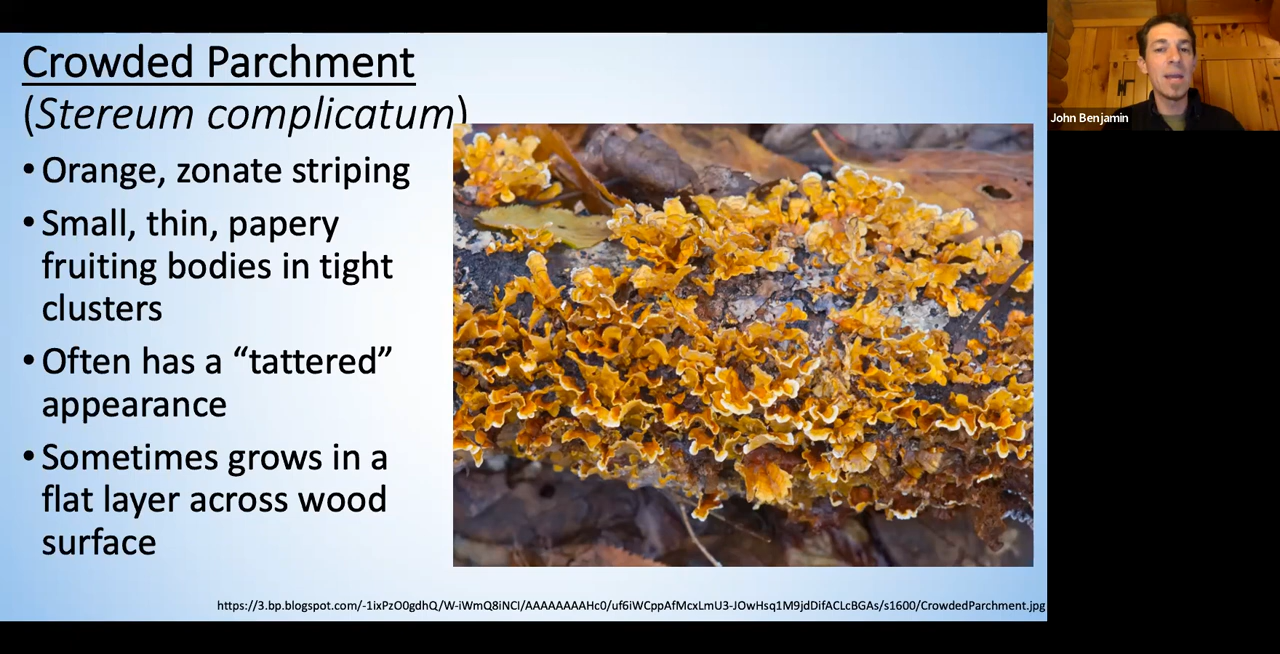 Crowded Parchment
(Stereum complicatum)
• Orange, zonate striping
• Small, thin, papery
fruiting bodies in tight
clusters
• Often has a “tattered”
appearance
• Sometimes grows in a
flat layer across wood
surface
https://3.bp.blogspot.com/-1ixPzO0gdhQ/W-iWmQ8iNCI/AAAAAAAAHc0/uf6iWCppAfMcxLmU3-JOwHsq1M9jdDifACLcBGAs/s1600/CrowdedParchment.jpg
John Benjamin